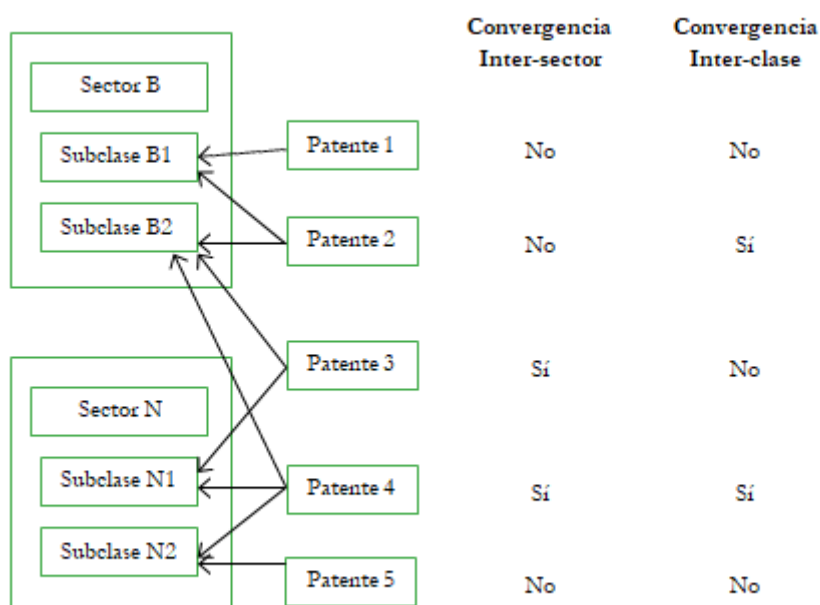 Convergencia
Inter-sector
Convergencia
Inter-clase
Sector B
Subclase B1
Patente 1
No
No
Subclase B2
Patente 2
No
Sí
Patente 3
Sí
No
Sector N
Subclase N1
Patente 4
Sí
Sí
Subclase N2
Patente 5
No
No